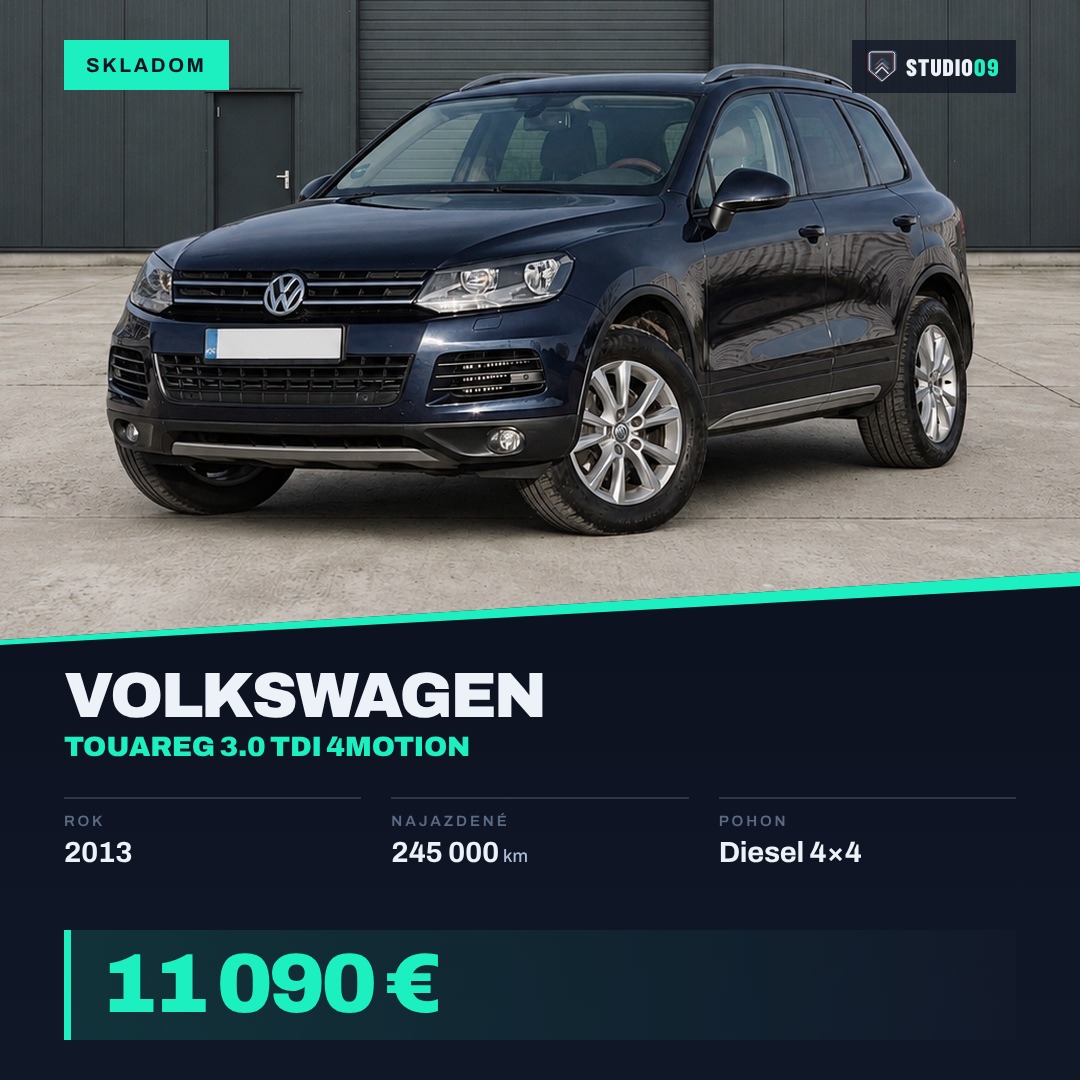 SKLADOM
STUDIO09
VOLKSWAGEN
TOUAREG 3.0 TDI 4MOTION
ROK
NAJAZDENÉ
POHON
2013
245 000 km
Diesel 4×4
11 090 €